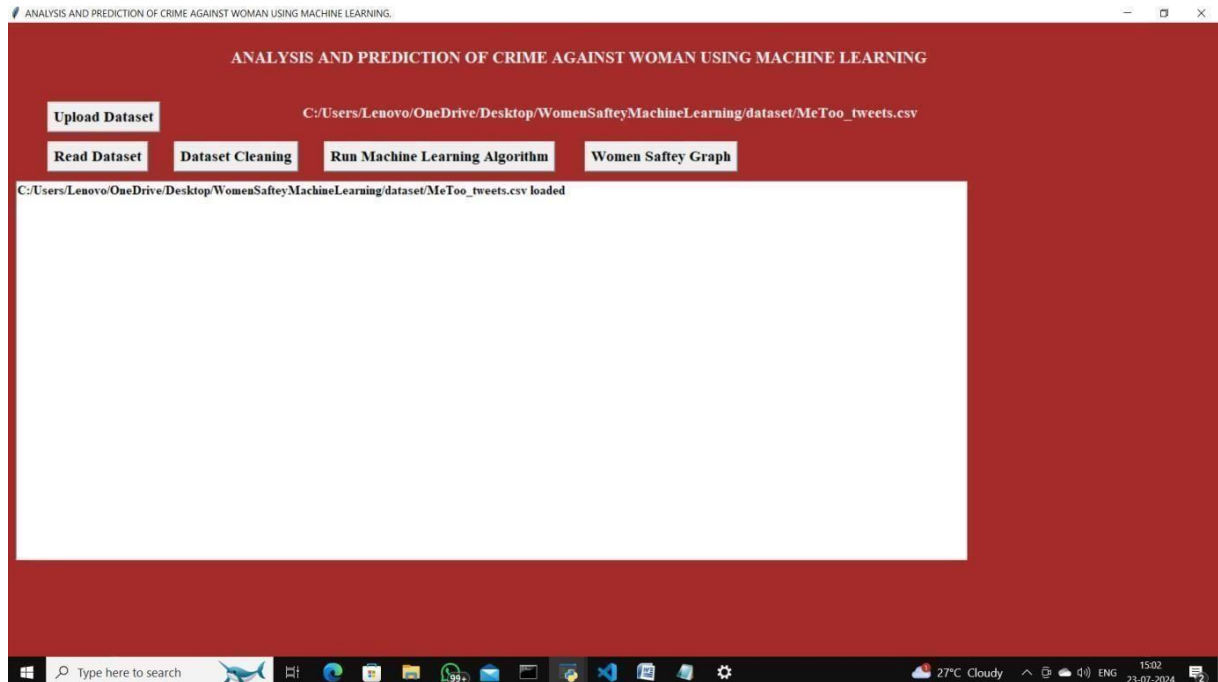 ANALYSIS AND PREDICTION OF CRIME AGAINST WOMAN USING MACHINE LEARNING.
ANALYSIS AND PREDICTION OF CRIME AGAINST WOMAN USING MACHINE LEARNING
Upload Dataset
C:/Users/Lenovo/OneDrive/Desktop/WomenSafteyMachineLearning/dataset/MeToo_tweets.csv
Read Dataset Dataset Cleaning Run Machine Learning Algorithm Women Saftey Graph
C:/Users/Lenovo/OneDrive/Desktop/WomenSafteyMachineLearning/dataset/MeToo_tweets.csv loaded
Type here to search
99+
27°C Cloudy
ENG
15:02
23-07-2024
2